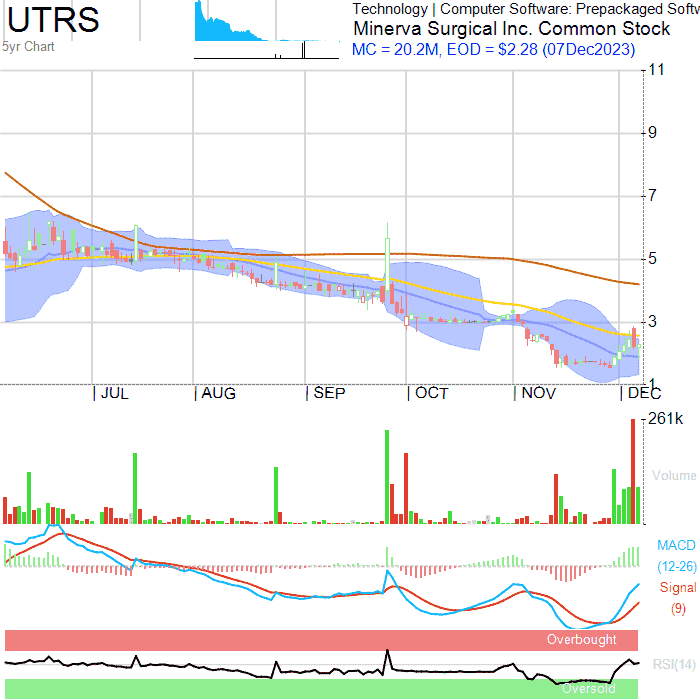 UTRS
5yr Chart
Technology | Computer Software: Prepackaged Softw
Minerva Surgical Inc. Common Stock
MC = 20.2M, EOD = $2.28 (07Dec2023)
11
9
7
5
3
1
JUL
AUG
SEP
OCT
NOV
DEC
261k
Volume
MACD
(12-26)
Signal
(9)
Overbought
RSI(14)
Oversold